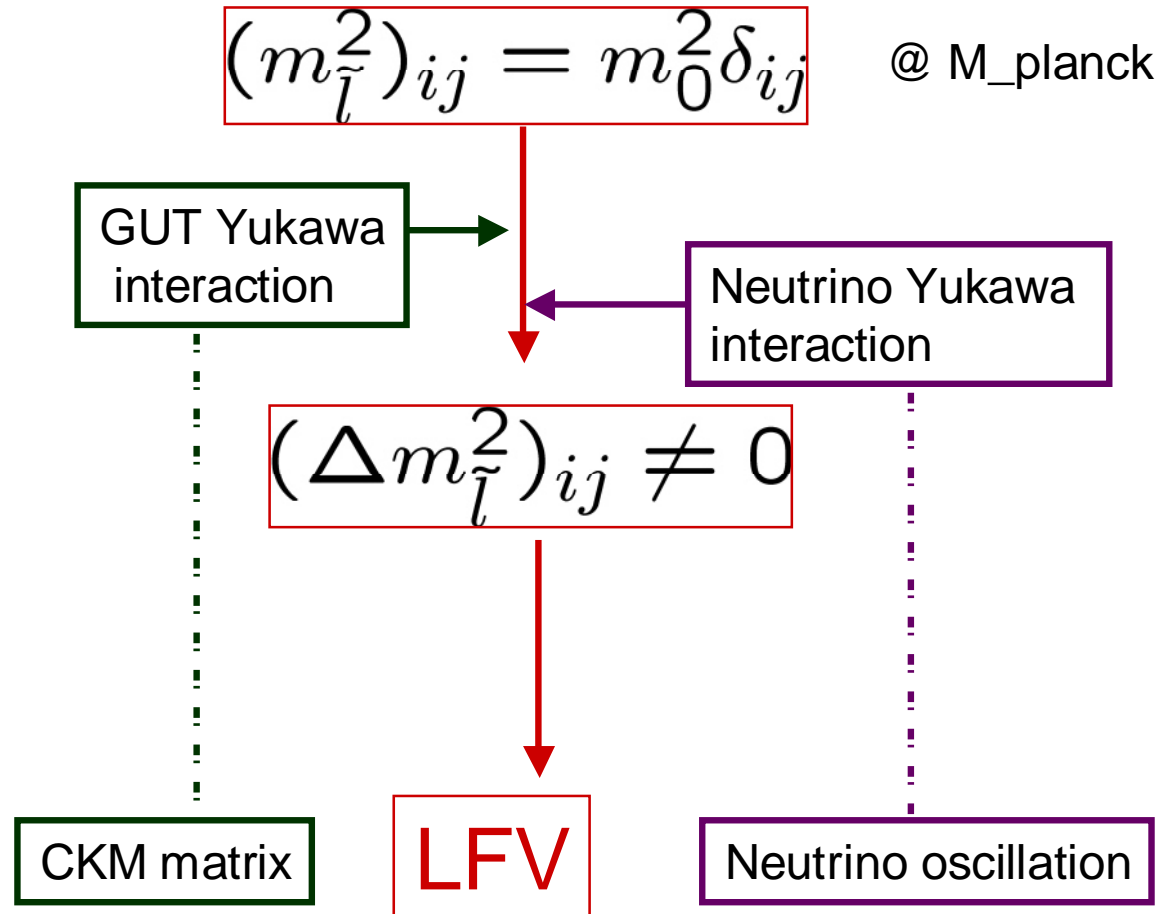 (m²_l̃)_ij = m²_0 δ_ij
@ M_planck
GUT Yukawa
interaction
Neutrino Yukawa
interaction
(Δm²_l̃)_ij ≠ 0
CKM matrix
LFV
Neutrino oscillation